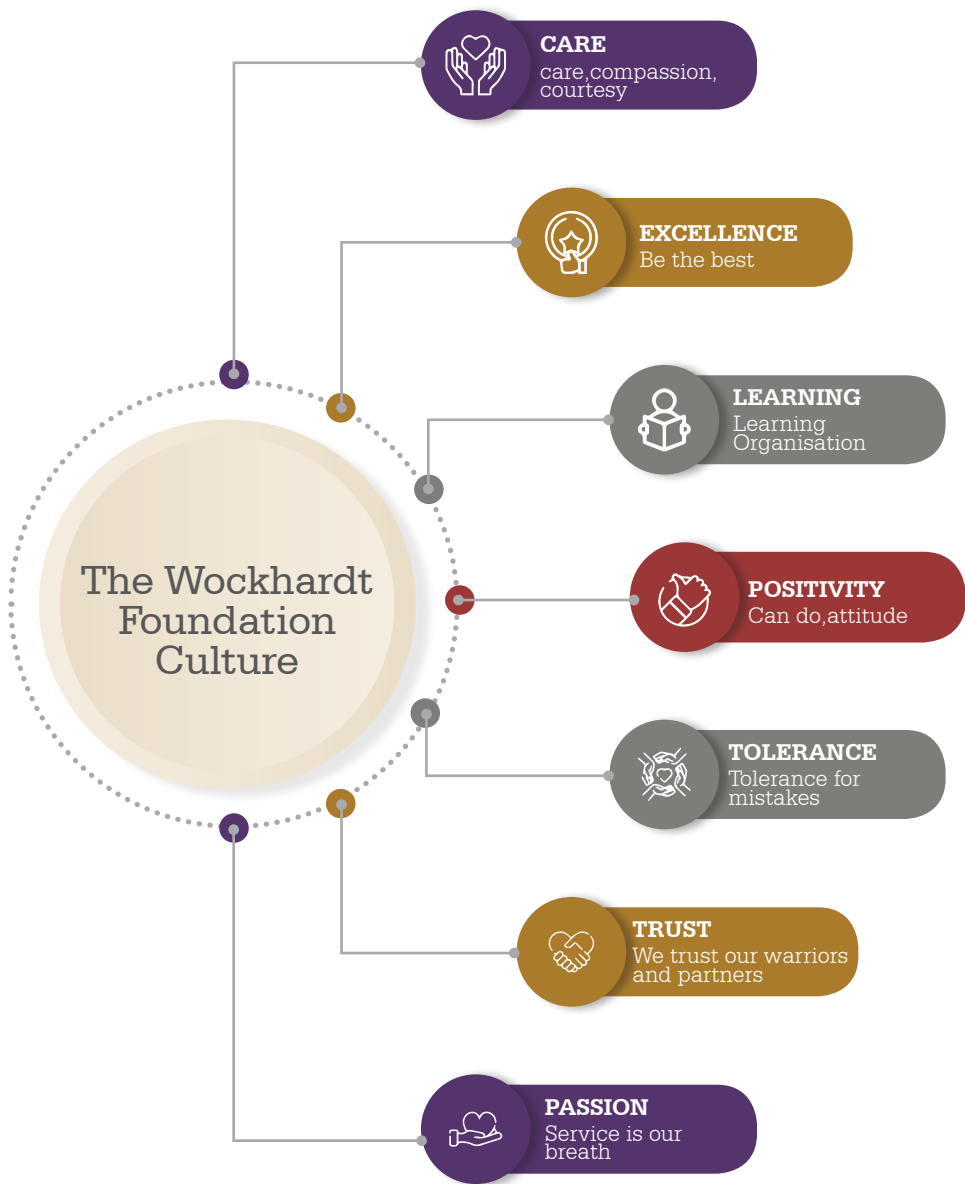 CARE
care,compassion,
courtesy
EXCELLENCE
Be the best
LEARNING
Learning
Organisation
The Wockhardt
Foundation
Culture
POSITIVITY
Can do,attitude
TOLERANCE
Tolerance for
mistakes
TRUST
We trust our warriors
and partners
PASSION
Service is our
breath